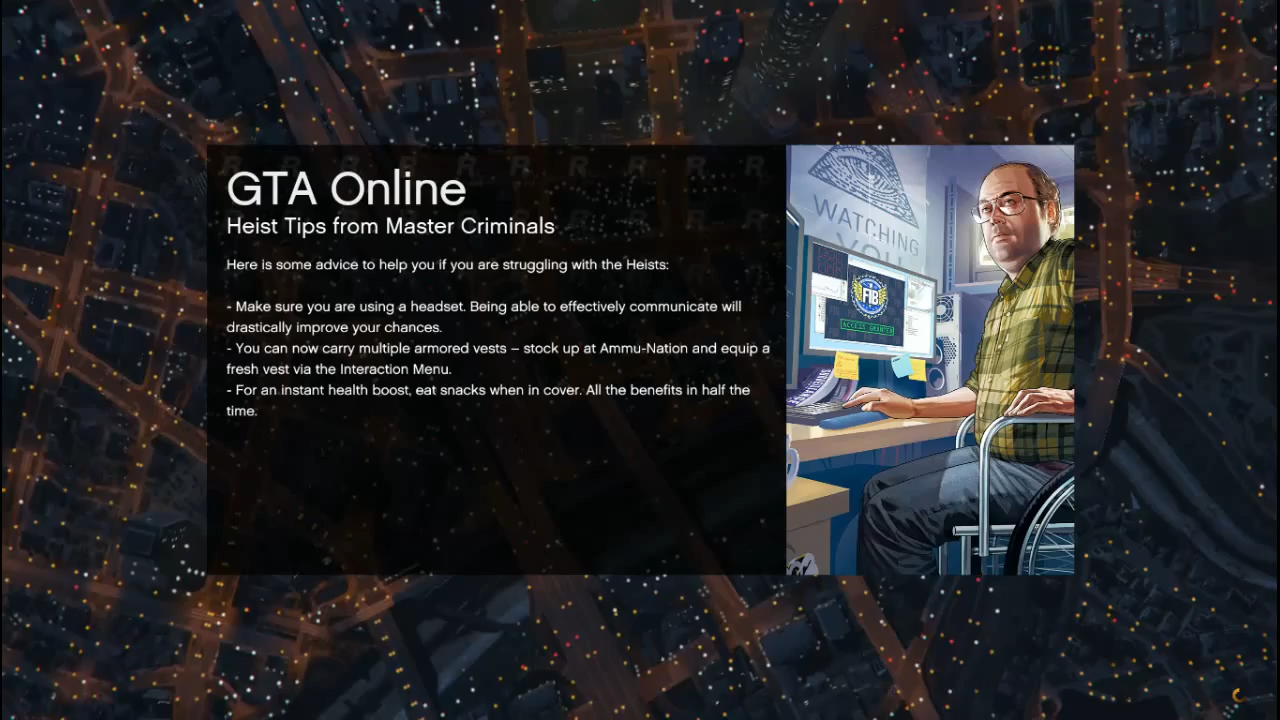 GTA Online
Heist Tips from Master Criminals
Here is some advice to help you if you are struggling with the Heists:
- Make sure you are using a headset. Being able to effectively communicate will
drastically improve your chances.
- You can now carry multiple armored vests – stock up at Ammu-Nation and equip a
fresh vest via the Interaction Menu.
- For an instant health boost, eat snacks when in cover. All the benefits in half the
time.
WATCHING
YOU
FIB
ACCESS GRANTED